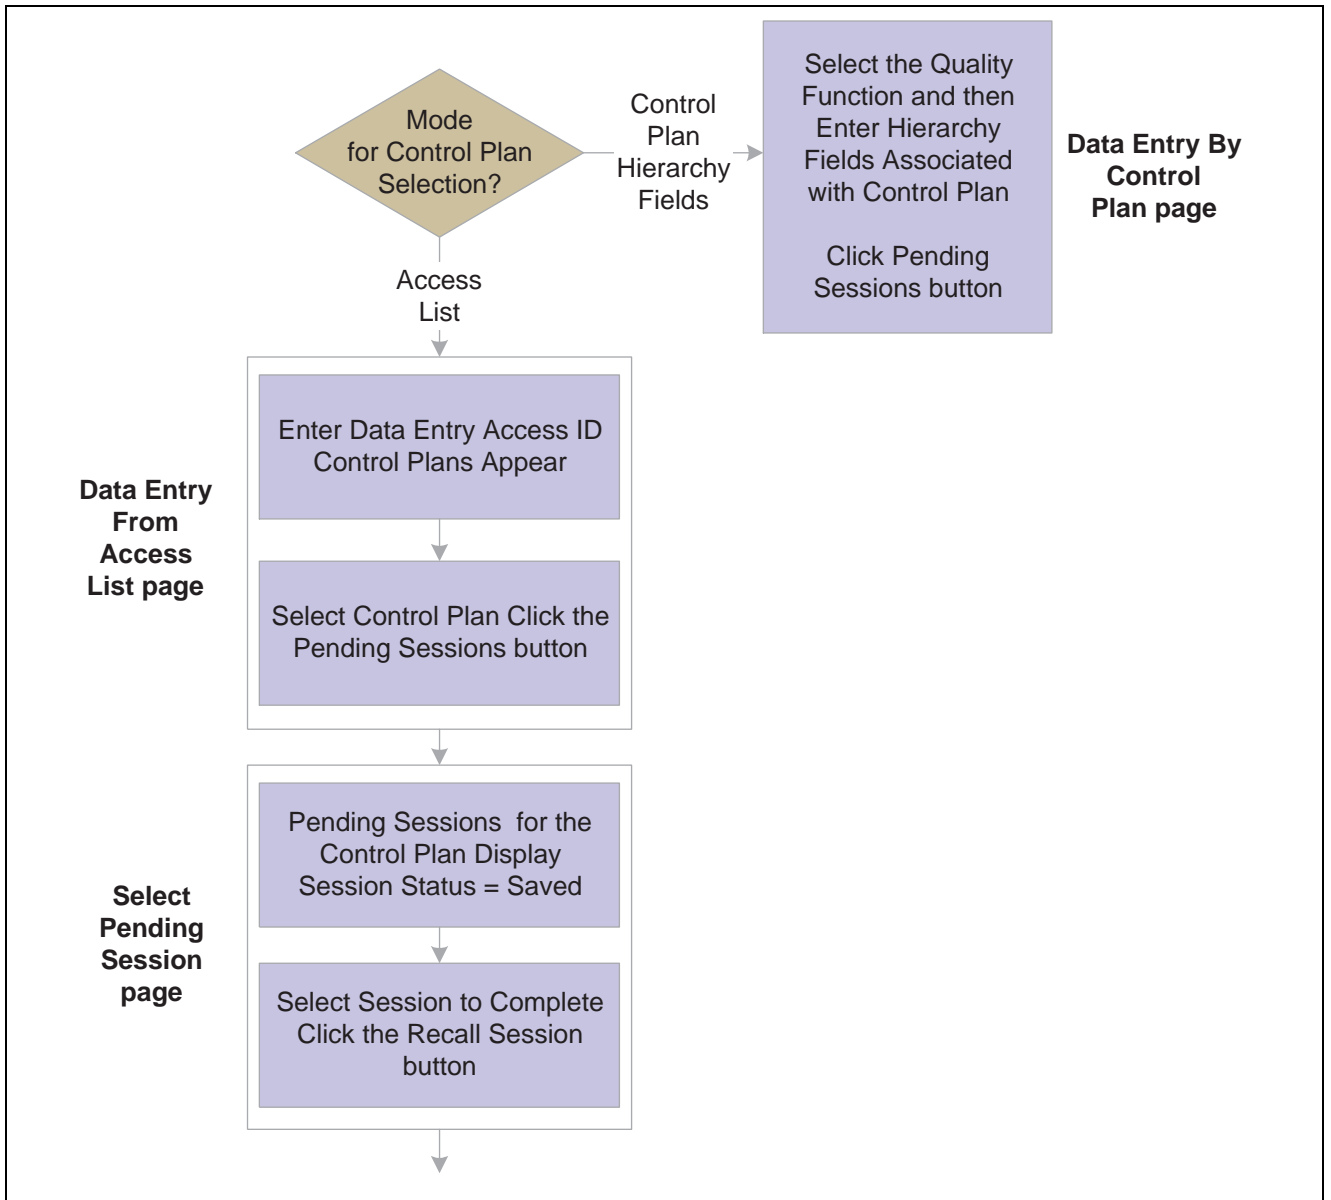 Mode
for Control Plan
Selection?
Control
Plan
Hierarchy
Fields
Select the Quality
Function and then
Enter Hierarchy
Fields Associated
with Control Plan
Click Pending
Sessions button
Data Entry By
Control
Plan page
Access
List
Data Entry
From
Access
List page
Enter Data Entry Access ID
Control Plans Appear
Select Control Plan Click the
Pending Sessions button
Select
Pending
Session
page
Pending Sessions  for the
Control Plan Display
Session Status = Saved
Select Session to Complete
Click the Recall Session
button